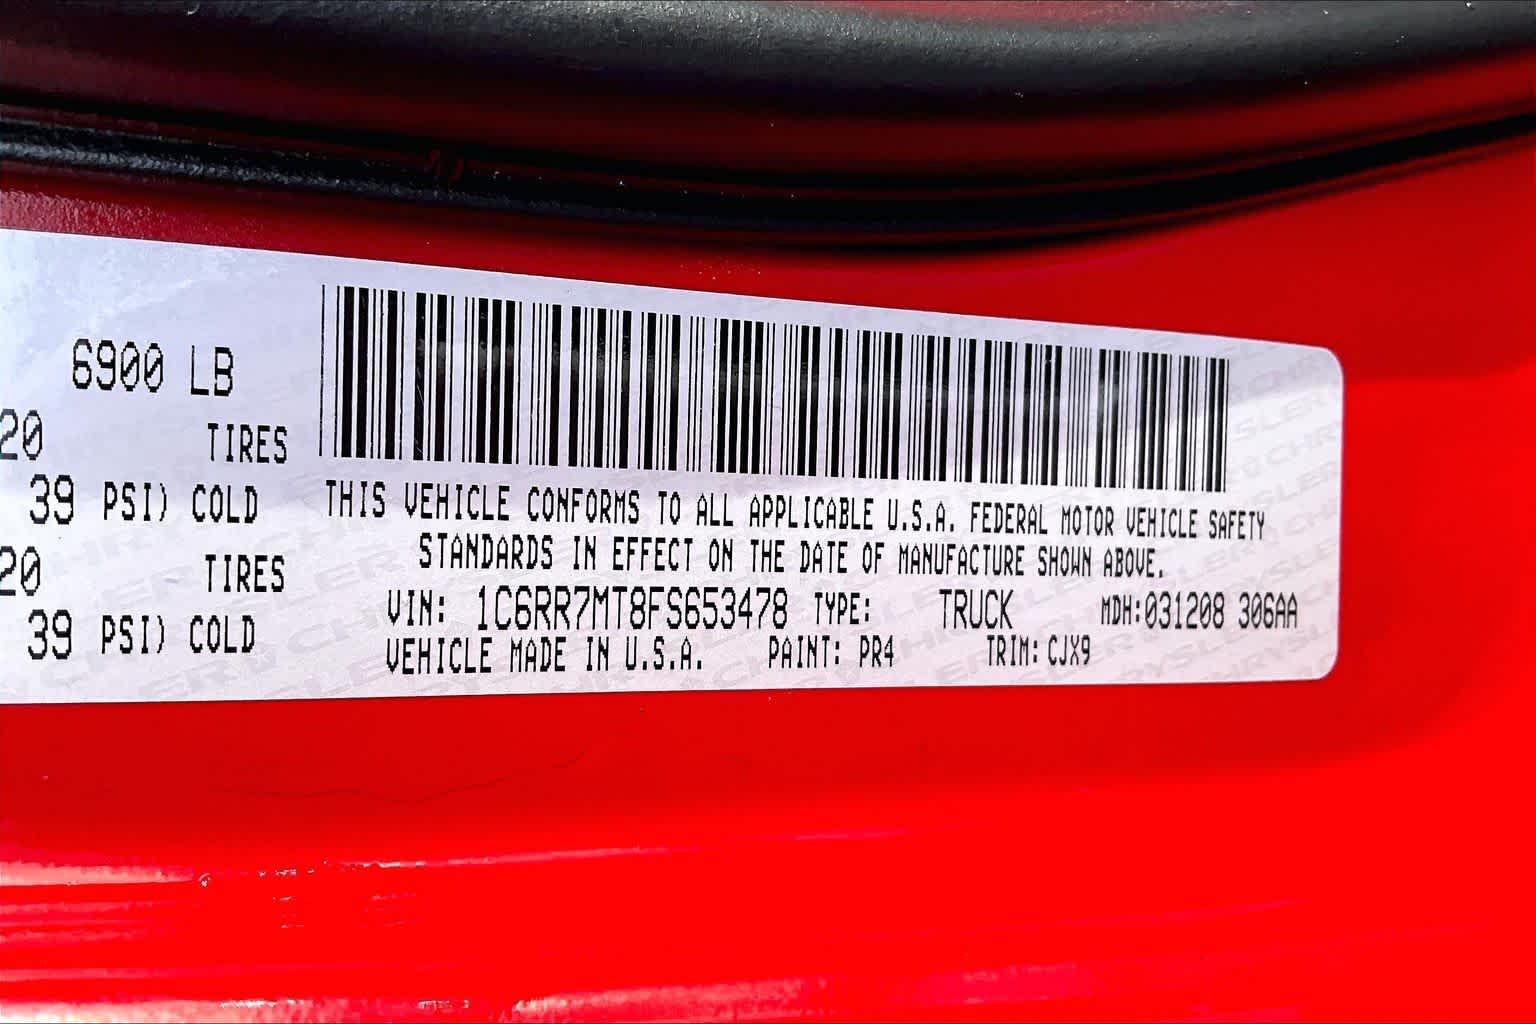 6900 LB
20 TIRES
39 PSI) COLD
20 TIRES
39 PSI) COLD
THIS VEHICLE CONFORMS TO ALL APPLICABLE U.S.A. FEDERAL MOTOR VEHICLE SAFETY
STANDARDS IN EFFECT ON THE DATE OF MANUFACTURE SHOWN ABOVE.
VIN: 1C6RR7MT8FS653478 TYPE: TRUCK MDH:031208 306AA
VEHICLE MADE IN U.S.A. PAINT: PR4 TRIM: CJX9
CHRYSLER